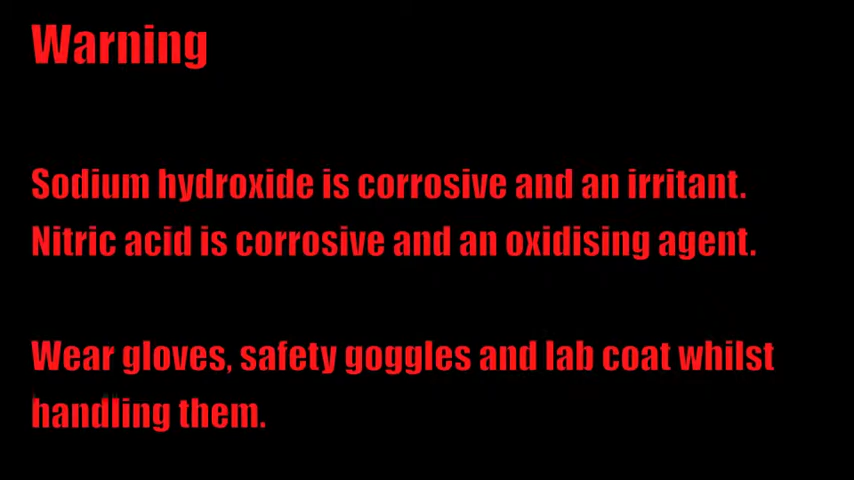 Warning
Sodium hydroxide is corrosive and an irritant.
Nitric acid is corrosive and an oxidising agent.
Wear gloves, safety goggles and lab coat whilst
handling them.